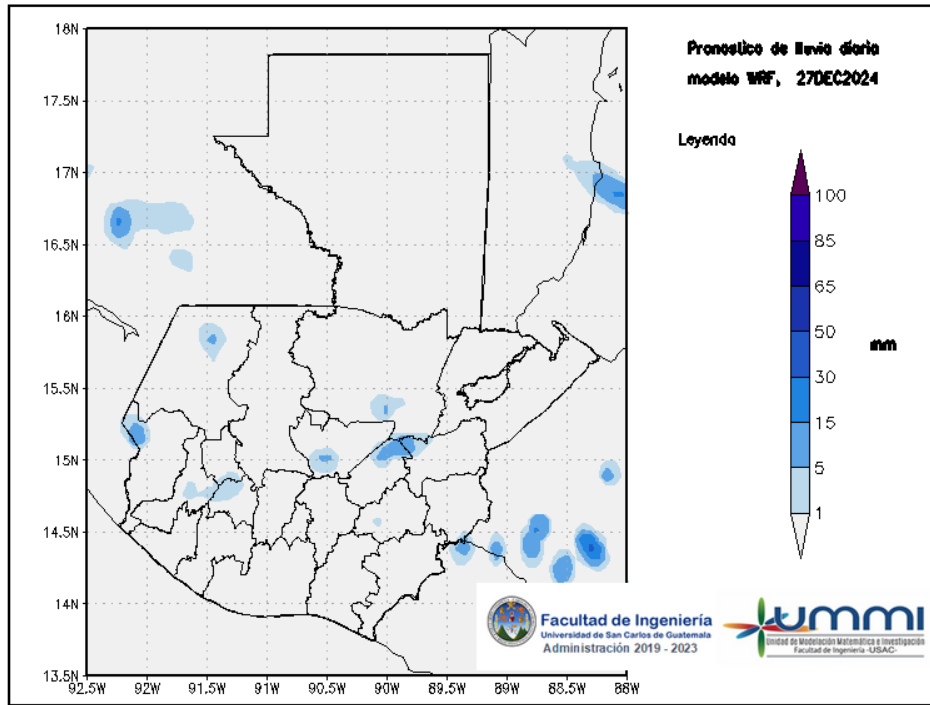 Pronostico de lluvia diaria
modelo WRF, 27DEC2024
Leyenda
100
85
65
50
30
15
5
1
mm
18N
17.5N
17N
16.5N
16N
15.5N
15N
14.5N
14N
13.5N
92.5W 92W 91.5W 91W 90.5W 90W 89.5W 89W 88.5W 88W
Facultad de Ingeniería
Universidad de San Carlos de Guatemala
Administración 2019 - 2023
UMMI
Unidad de Modelación Matemática e Investigación
Facultad de Ingeniería -USAC-